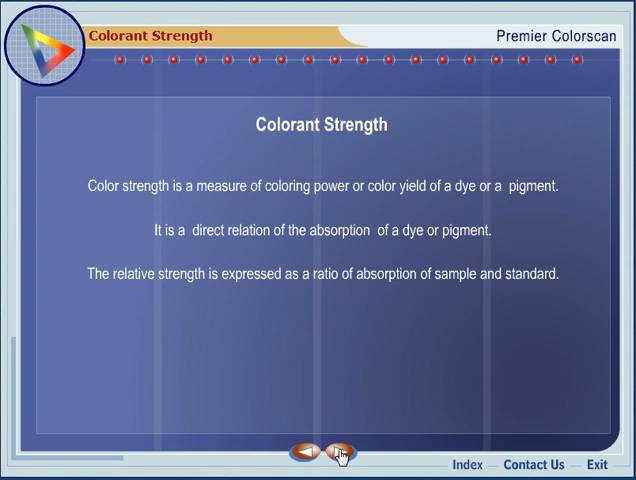 Colorant Strength
Premier Colorscan
Colorant Strength
Color strength is a measure of coloring power or color yield of a dye or a pigment.
It is a direct relation of the absorption of a dye or pigment.
The relative strength is expressed as a ratio of absorption of sample and standard.
Index — Contact Us — Exit